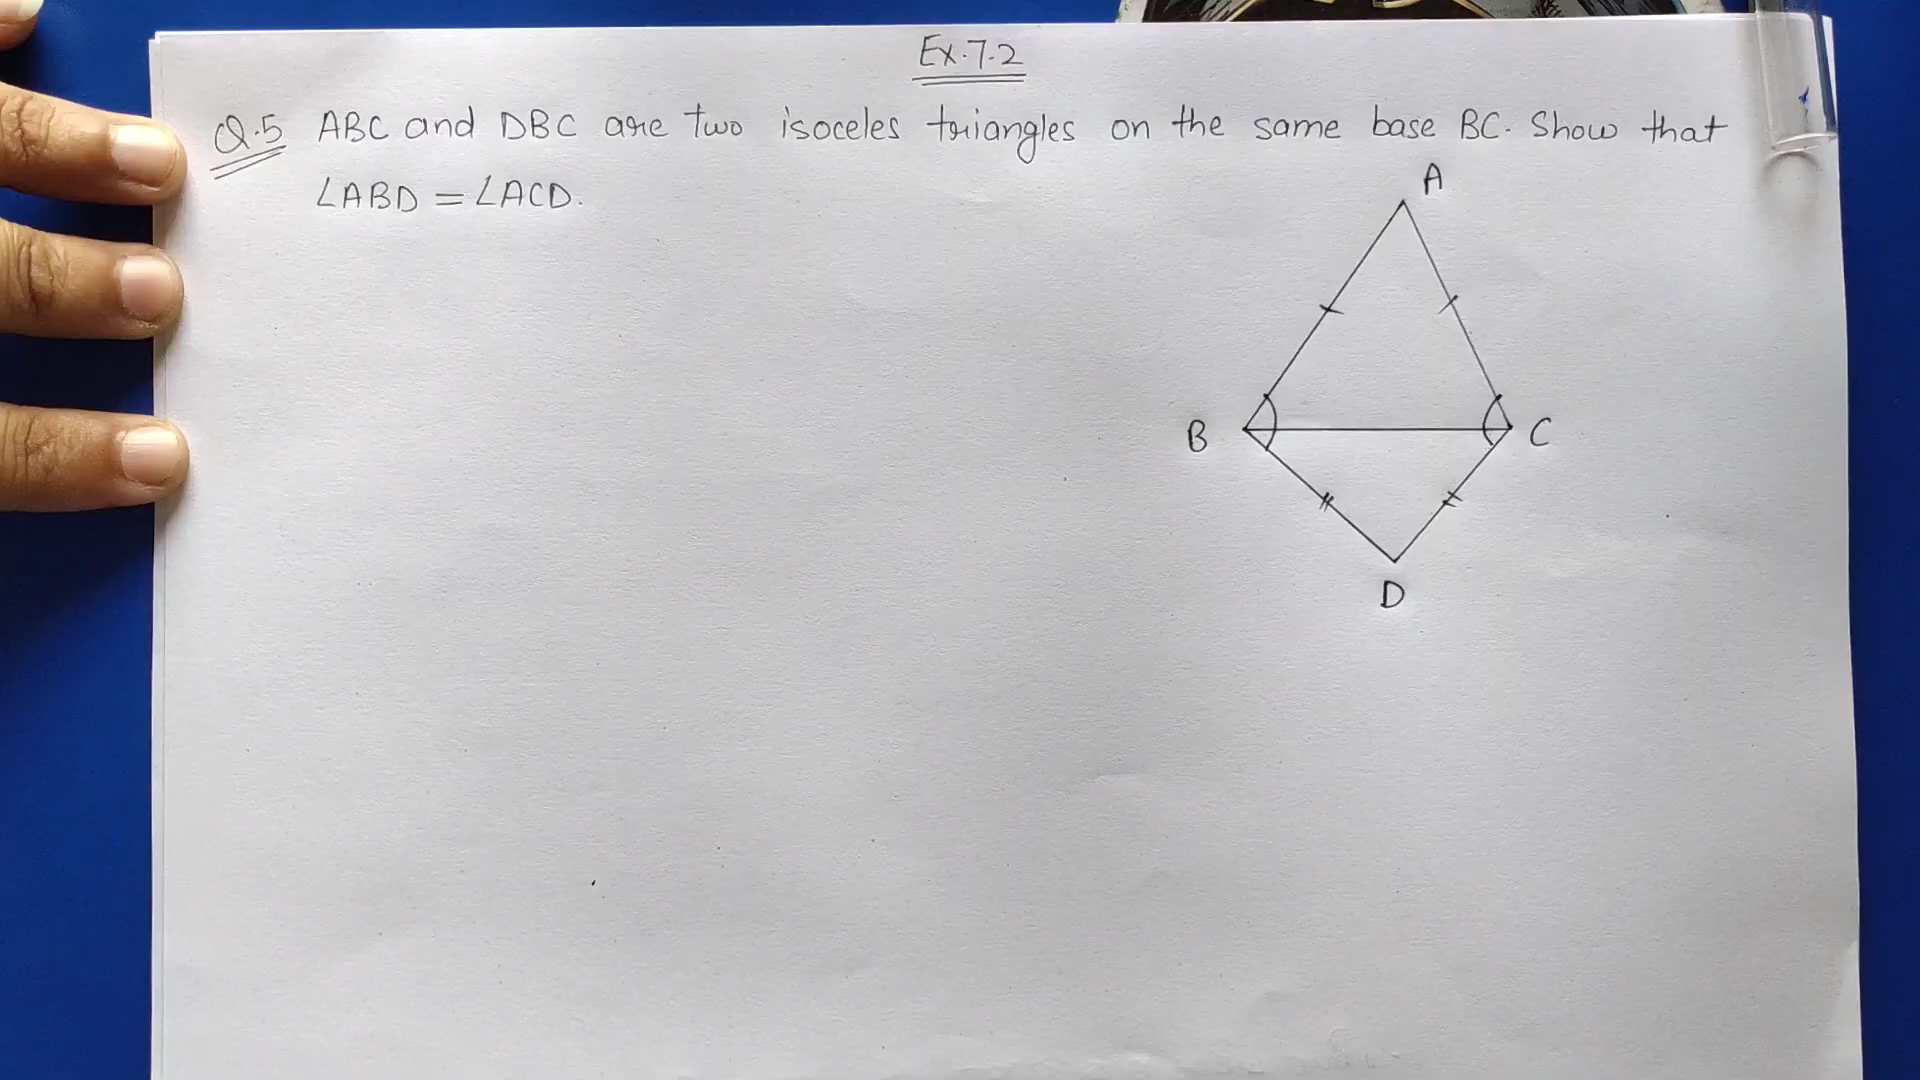 Ex.7.2
Q.5 ABC and DBC are two isoceles triangles on the same base BC. Show that
∠ABD = ∠ACD.
A
B
C
D